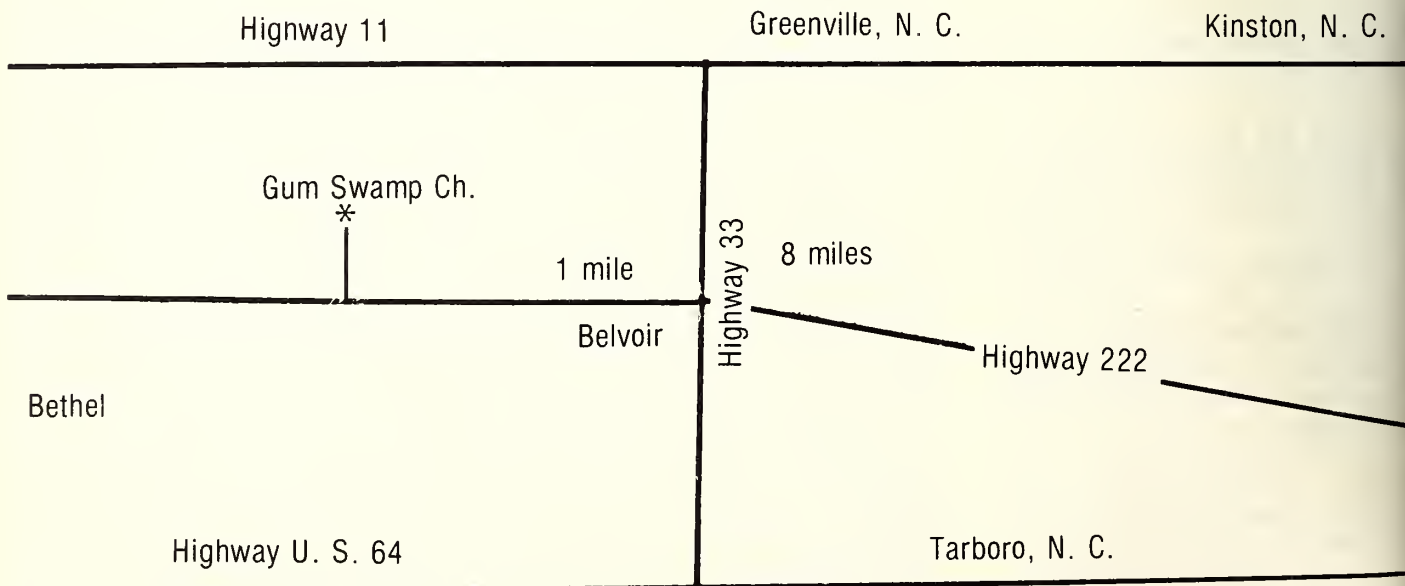 Hignway 11
Greenville, N. C.
Kinston, N. C.
Gum Swamp Ch.
*
1 mile
Highway 33
8 miles
Belvoir
Highway 222
Bethel
Highway U. S. 64
Tarboro, N. C.